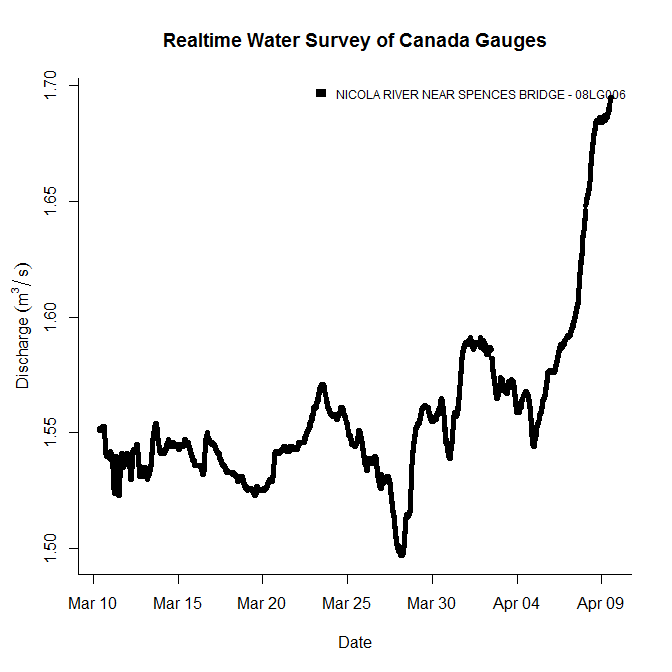 Realtime Water Survey of Canada Gauges
NICOLA RIVER NEAR SPENCES BRIDGE - 08LG006
1.70
1.65
1.60
1.55
1.50
Discharge (m³/s)
Mar 10 Mar 15 Mar 20 Mar 25 Mar 30 Apr 04 Apr 09
Date